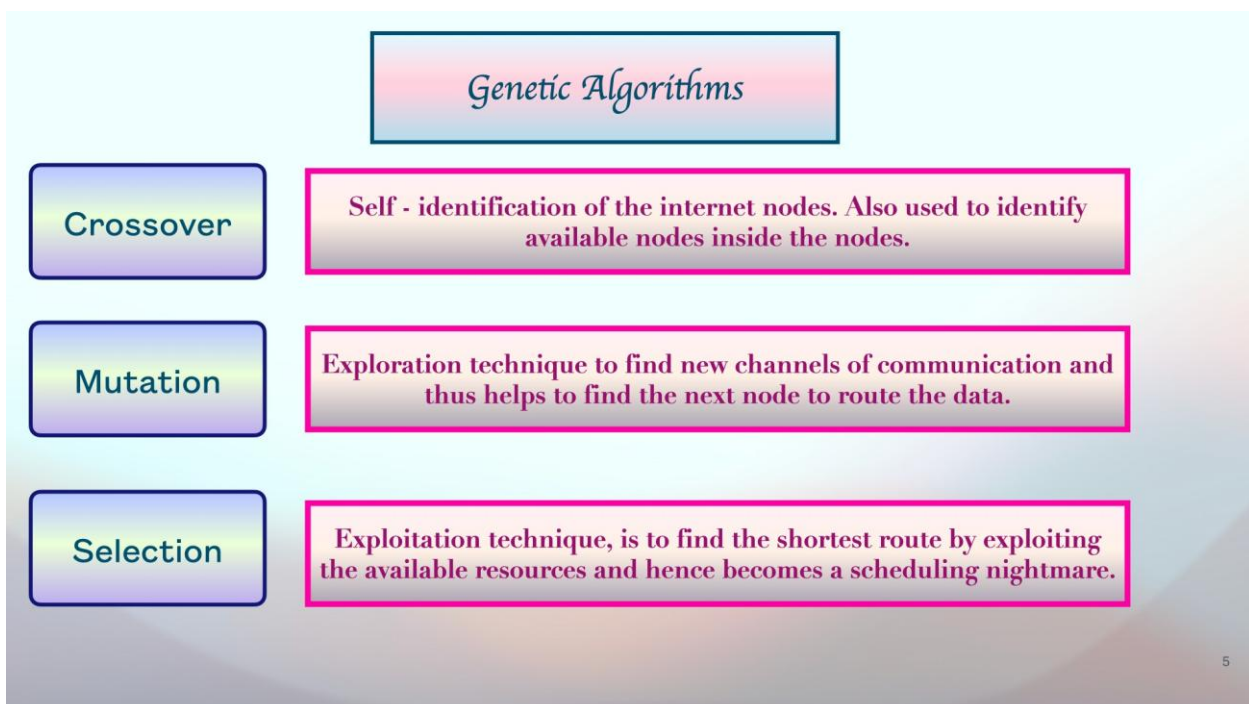 Genetic Algorithms
Crossover
Self - identification of the internet nodes. Also used to identify
available nodes inside the nodes.
Mutation
Exploration technique to find new channels of communication and
thus helps to find the next node to route the data.
Selection
Exploitation technique, is to find the shortest route by exploiting
the available resources and hence becomes a scheduling nightmare.
5